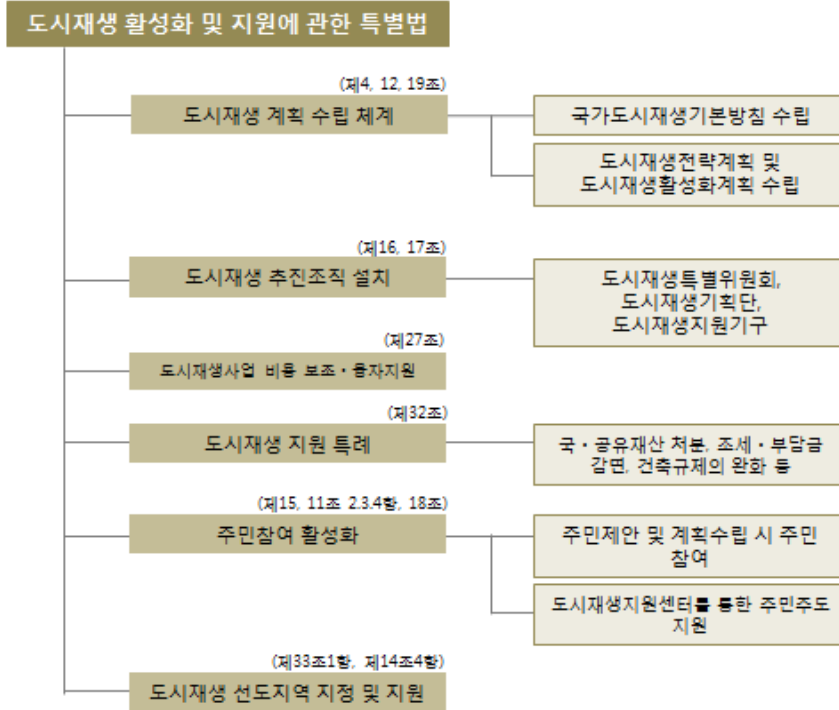 도시재생 활성화 및 지원에 관한 특별법
(제4, 12, 19조)
도시재생 계획 수립 체계
국가도시재생기본방침 수립
도시재생전략계획 및
도시재생활성화계획 수립
(제16, 17조)
도시재생 추진조직 설치
도시재생특별위원회,
도시재생기획단,
도시재생지원기구
(제27조)
도시재생사업 비용 보조・융자지원
(제32조)
도시재생 지원 특례
국・공유재산 처분, 조세・부담금
감면, 건축규제의 완화 등
(제15, 11조 2.3.4항, 18조)
주민참여 활성화
주민제안 및 계획수립 시 주민
참여
도시재생지원센터를 통한 주민주도
지원
(제33조1항, 제14조4항)
도시재생 선도지역 지정 및 지원